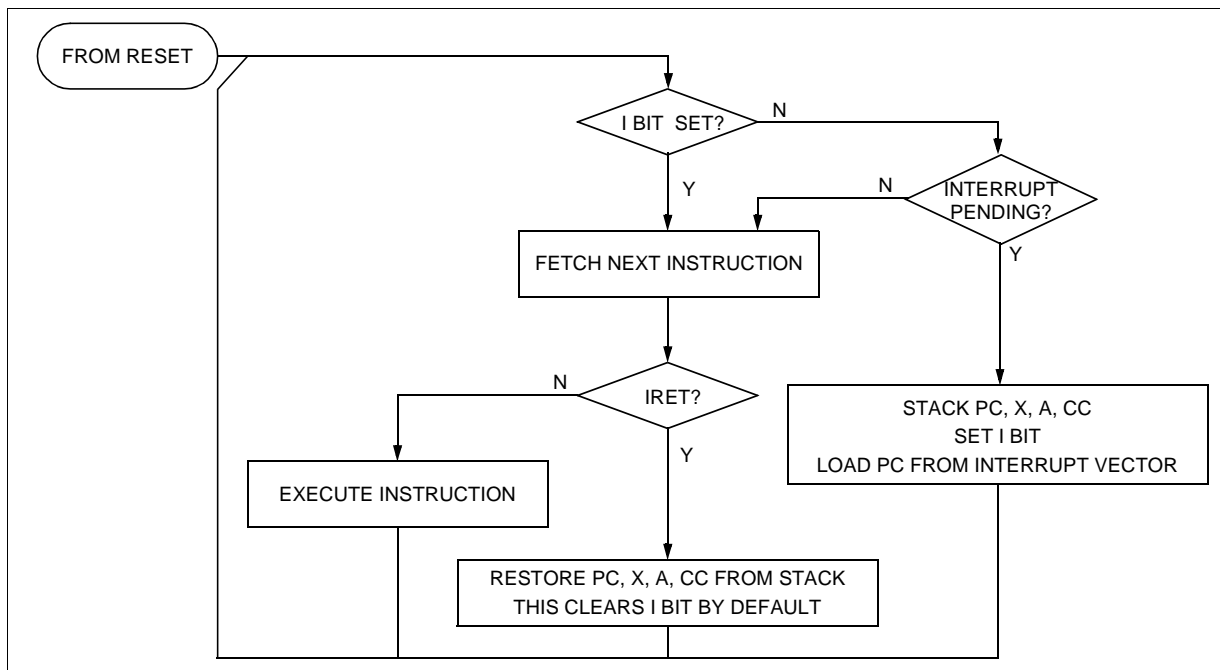 FROM RESET
I BIT SET?
N
Y
N
INTERRUPT
PENDING?
Y
FETCH NEXT INSTRUCTION
N
IRET?
Y
STACK PC, X, A, CC
SET I BIT
LOAD PC FROM INTERRUPT VECTOR
EXECUTE INSTRUCTION
RESTORE PC, X, A, CC FROM STACK
THIS CLEARS I BIT BY DEFAULT